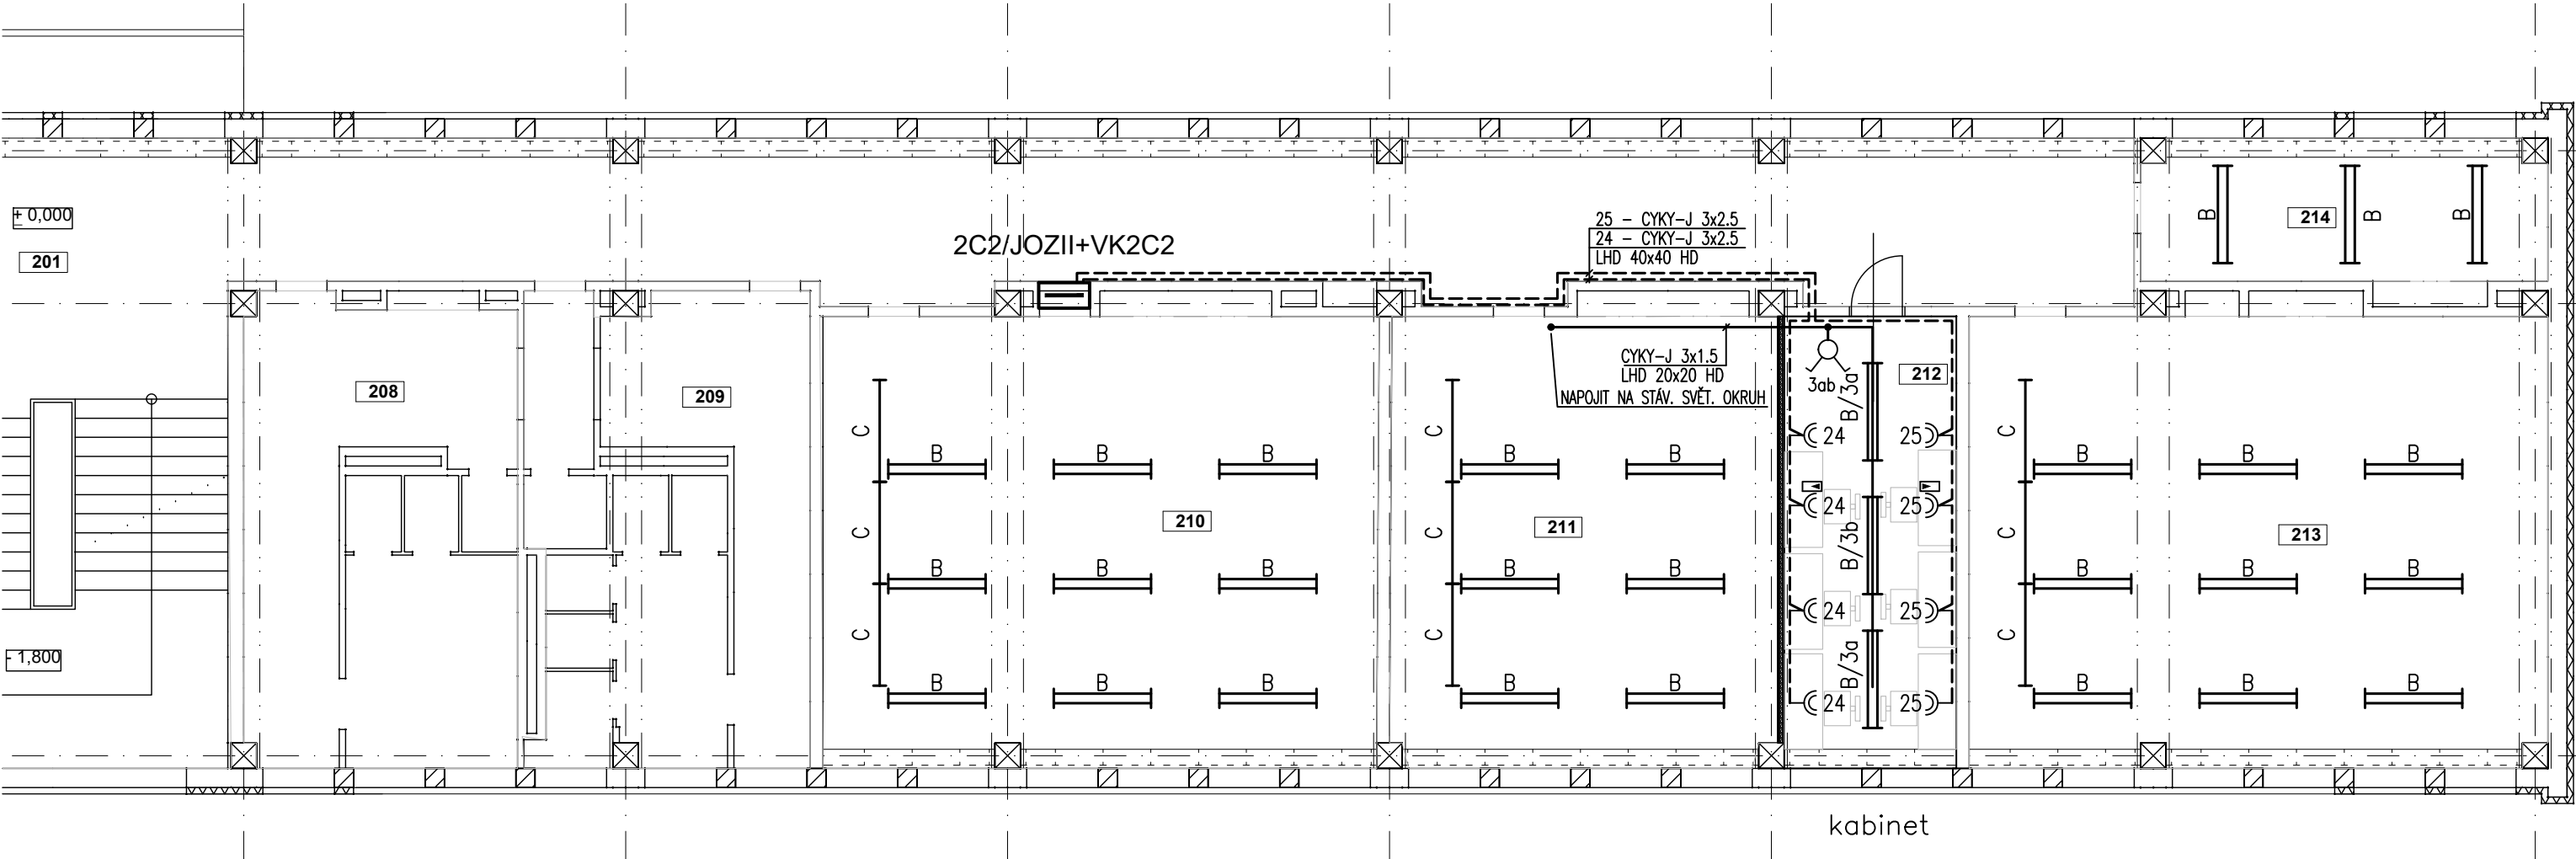 ± 0,000
201
2C2/JOZII+VK2C2
25 - CYKY-J 3x2.5
24 - CYKY-J 3x2.5
LHD 40x40 HD
B
214
B
B
208
209
CYKY-J 3x1.5
LHD 20x20 HD
NAPOJIT NA STÁV. SVĚT. OKRUH
3ab
B/3a
212
C
B
B
B
C
B
B
24
25
C
B
B
B
210
211
24
25
213
C
B
B
B
C
B
B
B/3b
C
B
B
B
24
25
C
B
B
B
C
B
B
B/3a
C
B
B
B
24
25
- 1,800
kabinet